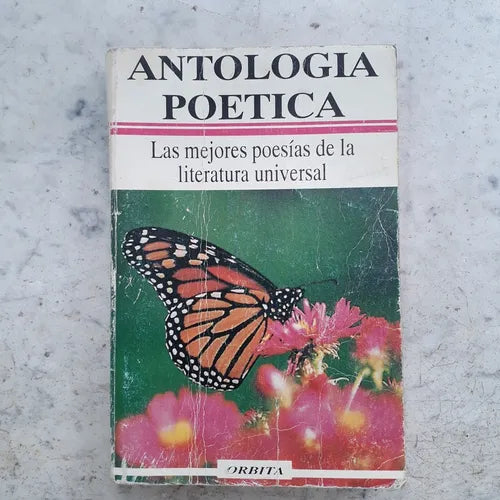 ANTOLOGIA
POETICA
Las mejores poesías de la
literatura universal
ORBITA